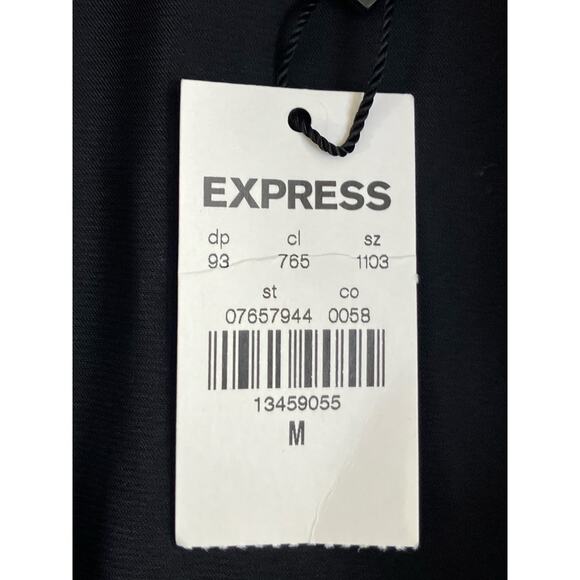 EXPRESS
dp cl sz
93 765 1103
st co
07657944 0058
13459055
M